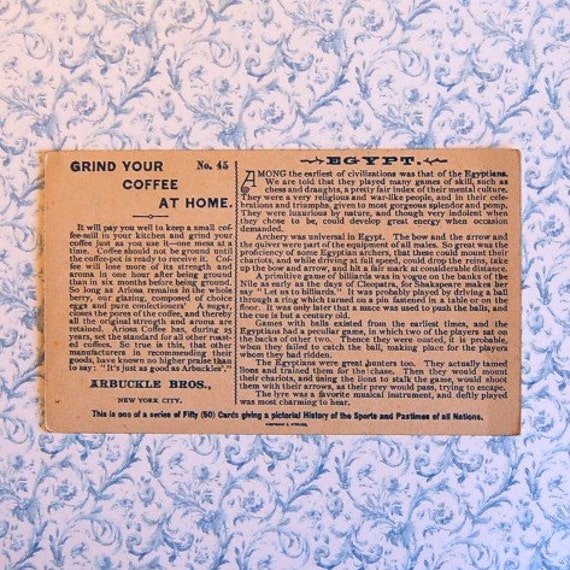 GRIND YOUR No. 45
COFFEE
AT HOME.
It will pay you well to keep a small cof-
fee-mill in your kitchen and grind your
coffee just as you use it—one mess at a
time. Coffee should not be ground until
the coffee-pot is ready to receive it. Cof-
fee will lose more of its strength and
aroma in one hour after being ground
than in six months before being ground.
So long as Ariosa remains in the whole
berry, our glazing, composed of choice
eggs and pure confectioners' A sugar,
closes the pores of the coffee, and thereby
all the original strength and aroma are
retained. Ariosa Coffee has, during 25
years, set the standard for all other roast-
ed coffees. So true is this, that other
manufacturers in recommending their
goods, have known no higher praise than
to say: "It's just as good as Arbuckles'."
ARBUCKLE BROS.,
NEW YORK CITY.
EGYPT.
AMONG the earliest of civilizations was that of the Egyptians.
We are told that they played many games of skill, such as
chess and draughts, a pretty fair index of their mental culture.
They were a very religious and war-like people, and in their cele-
brations and triumphs, given to most gorgeous splendor and pomp.
They were luxurious by nature, and though very indolent when
they chose to be, could develop great energy when occasion
demanded.
Archery was universal in Egypt. The bow and the arrow and
the quiver were part of the equipment of all males. So great was the
proficiency of some Egyptian archers, that these could mount their
chariots, and while driving at full speed, could drop the reins, take
up the bow and arrow, and hit a fair mark at considerable distance.
A primitive game of billiards was in vogue on the banks of the
Nile as early as the days of Cleopatra, for Shakspeare makes her
say "Let us to billiards." It was probably played by driving a ball
through a ring which turned on a pin fastened in a table or on the
floor. It was only later that a mace was used to push the balls, and
the cue is but a century old.
Games with balls existed from the earliest times, and the
Egyptians had a peculiar game, in which two of the players sat on
the backs of two other. Thence they were ousted, it is probable,
when they failed to catch the ball, making place for the players
whom they had ridden.
The Egyptians were great hunters too. They actually tamed
lions and trained them for the chase. Then they would mount
their chariots, and using the lions to stalk the game, would shoot
them with their arrows, as their prey would pass, trying to escape.
The lyre was a favorite musical instrument, and deftly played
was most charming to hear.
This is one of a series of Fifty (50) Cards giving a pictorial History of the Sports and Pastimes of all Nations.